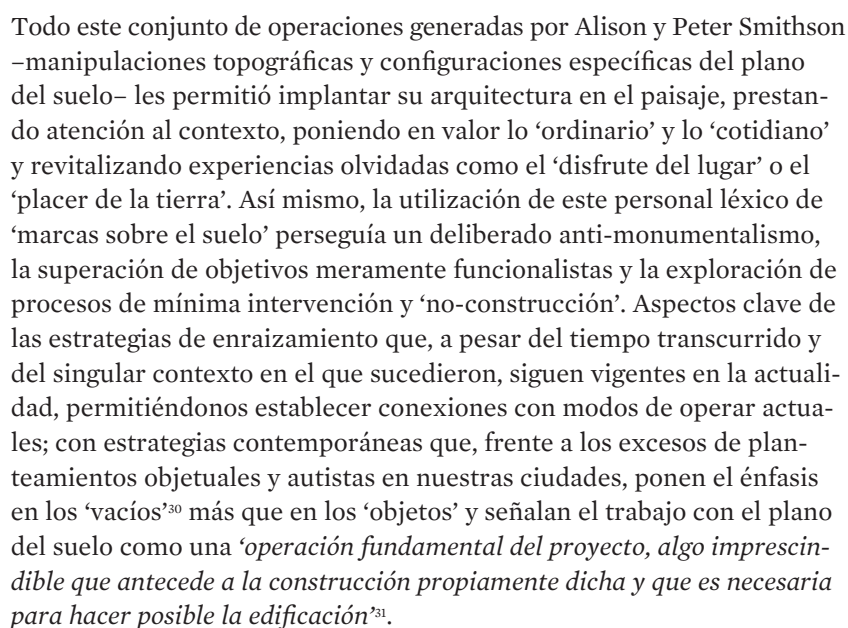 Todo este conjunto de operaciones generadas por Alison y Peter Smithson
–manipulaciones topográficas y configuraciones específicas del plano
del suelo– les permitió implantar su arquitectura en el paisaje, prestan-
do atención al contexto, poniendo en valor lo ‘ordinario’ y lo ‘cotidiano’
y revitalizando experiencias olvidadas como el ‘disfrute del lugar’ o el
‘placer de la tierra’. Así mismo, la utilización de este personal léxico de
‘marcas sobre el suelo’ perseguía un deliberado anti-monumentalismo,
la superación de objetivos meramente funcionalistas y la exploración de
procesos de mínima intervención y ‘no-construcción’. Aspectos clave de
las estrategias de enraizamiento que, a pesar del tiempo transcurrido y
del singular contexto en el que sucedieron, siguen vigentes en la actuali-
dad, permitiéndonos establecer conexiones con modos de operar actua-
les; con estrategias contemporáneas que, frente a los excesos de plan-
teamientos objetuales y autistas en nuestras ciudades, ponen el énfasis
en los ‘vacíos’³⁰ más que en los ‘objetos’ y señalan el trabajo con el plano
del suelo como una ‘operación fundamental del proyecto, algo imprescin-
dible que antecede a la construcción propiamente dicha y que es necesaria
para hacer posible la edificación’³¹.